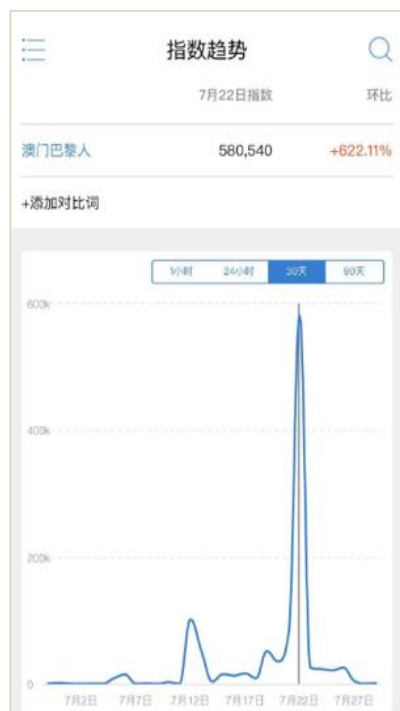 指数趋势
7月22日指数 环比
澳门巴黎人 580,540 +622.11%
+添加对比词
1小时 24小时 30天 90天
600k
400k
200k
0
7月2日 7月7日 7月12日 7月17日 7月22日 7月27日